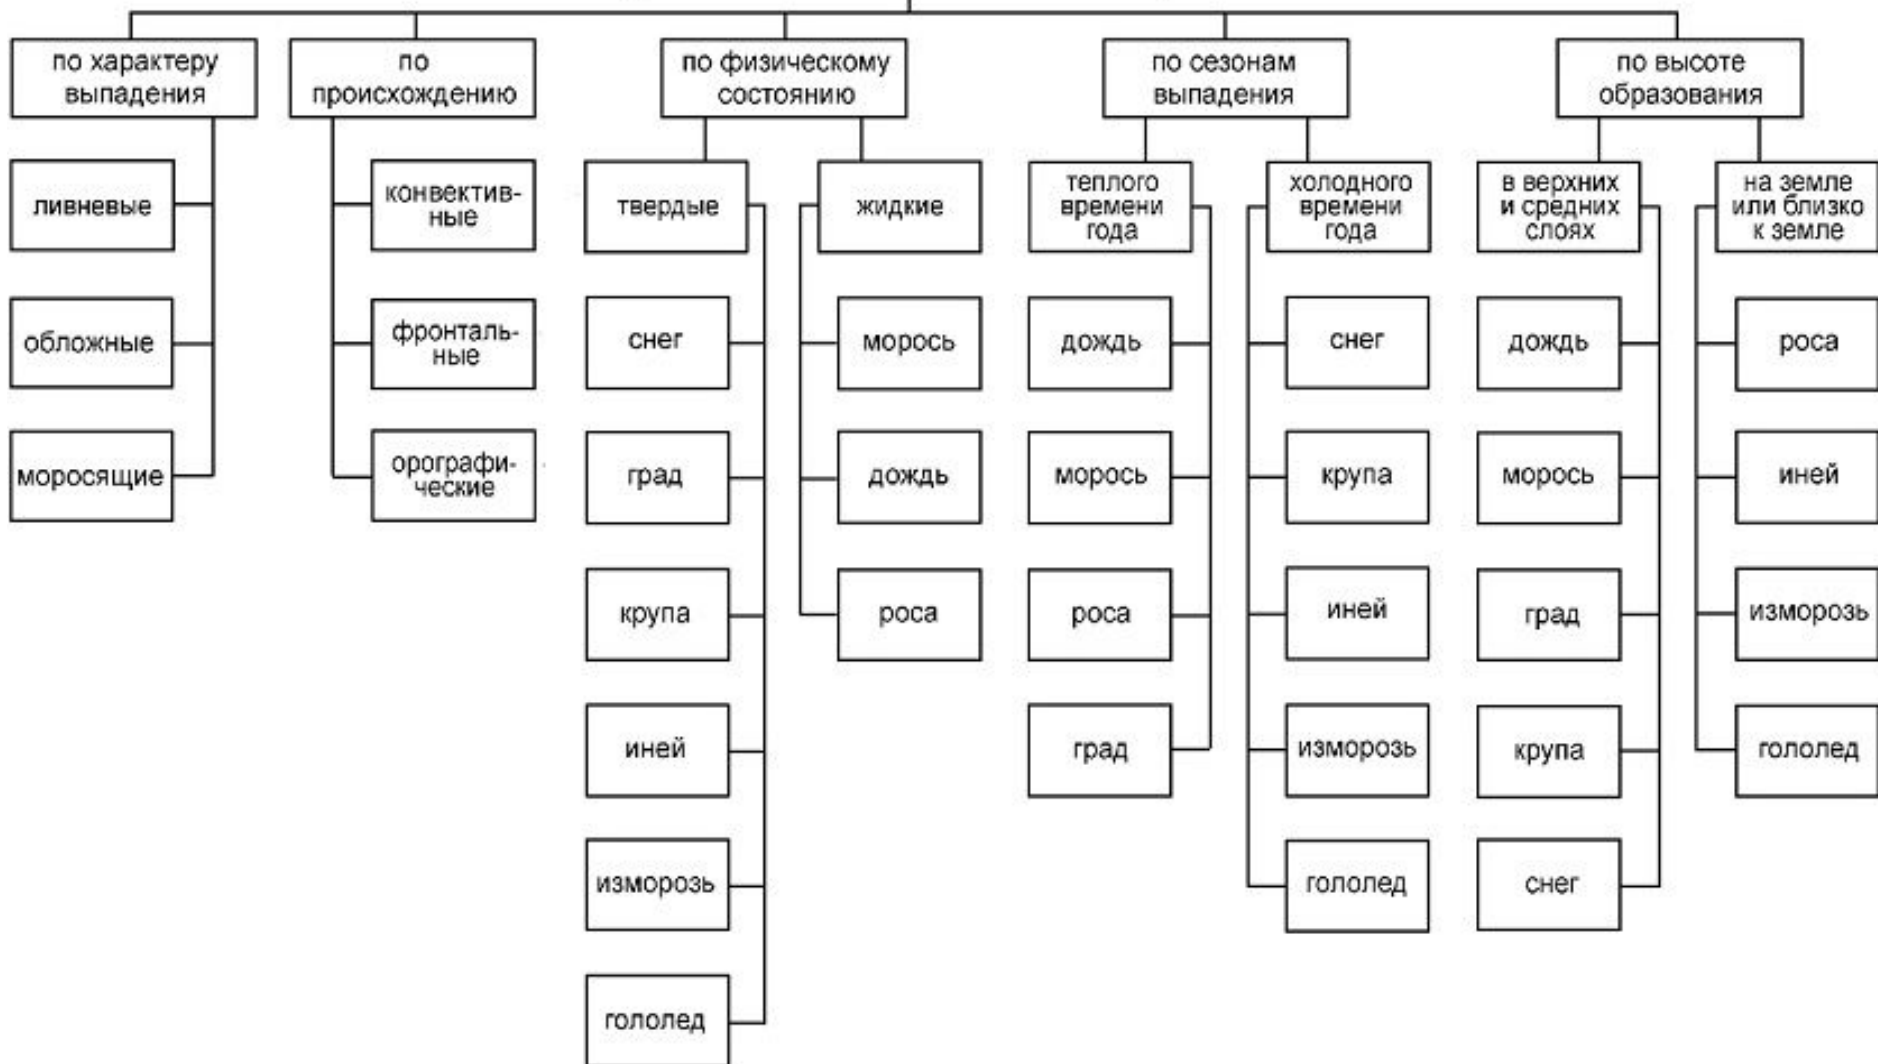 по характеру
выпадения
ливневые
обложные
моросящие
по
происхождению
конвектив-
ные
фронталь-
ные
орографи-
ческие
по физическому
состоянию
твердые
снег
град
крупа
иней
изморозь
гололед
жидкие
морось
дождь
роса
по сезонам
выпадения
теплого
времени
года
дождь
морось
роса
град
холодного
времени
года
снег
крупа
иней
изморозь
гололед
по высоте
образования
в верхних
и средних
слоях
дождь
морось
град
крупа
снег
на земле
или близко
к земле
роса
иней
изморозь
гололед